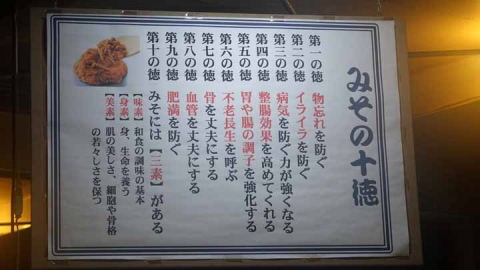 みその十徳
第一の徳 物忘れを防ぐ
第二の徳 イライラを防ぐ
第三の徳 病気を防ぐ力が強くなる
第四の徳 整腸効果を高めてくれる
第五の徳 胃や腸の調子を強化する
第六の徳 不老長生を呼ぶ
第七の徳 骨を丈夫にする
第八の徳 血管を丈夫にする
第九の徳 肥満を防ぐ
第十の徳 みそには【三素】がある
【味素】和食の調味の基本
【身素】身、生命を養う
【美素】肌の美しさ、細胞や骨格
の若々しさを保つ